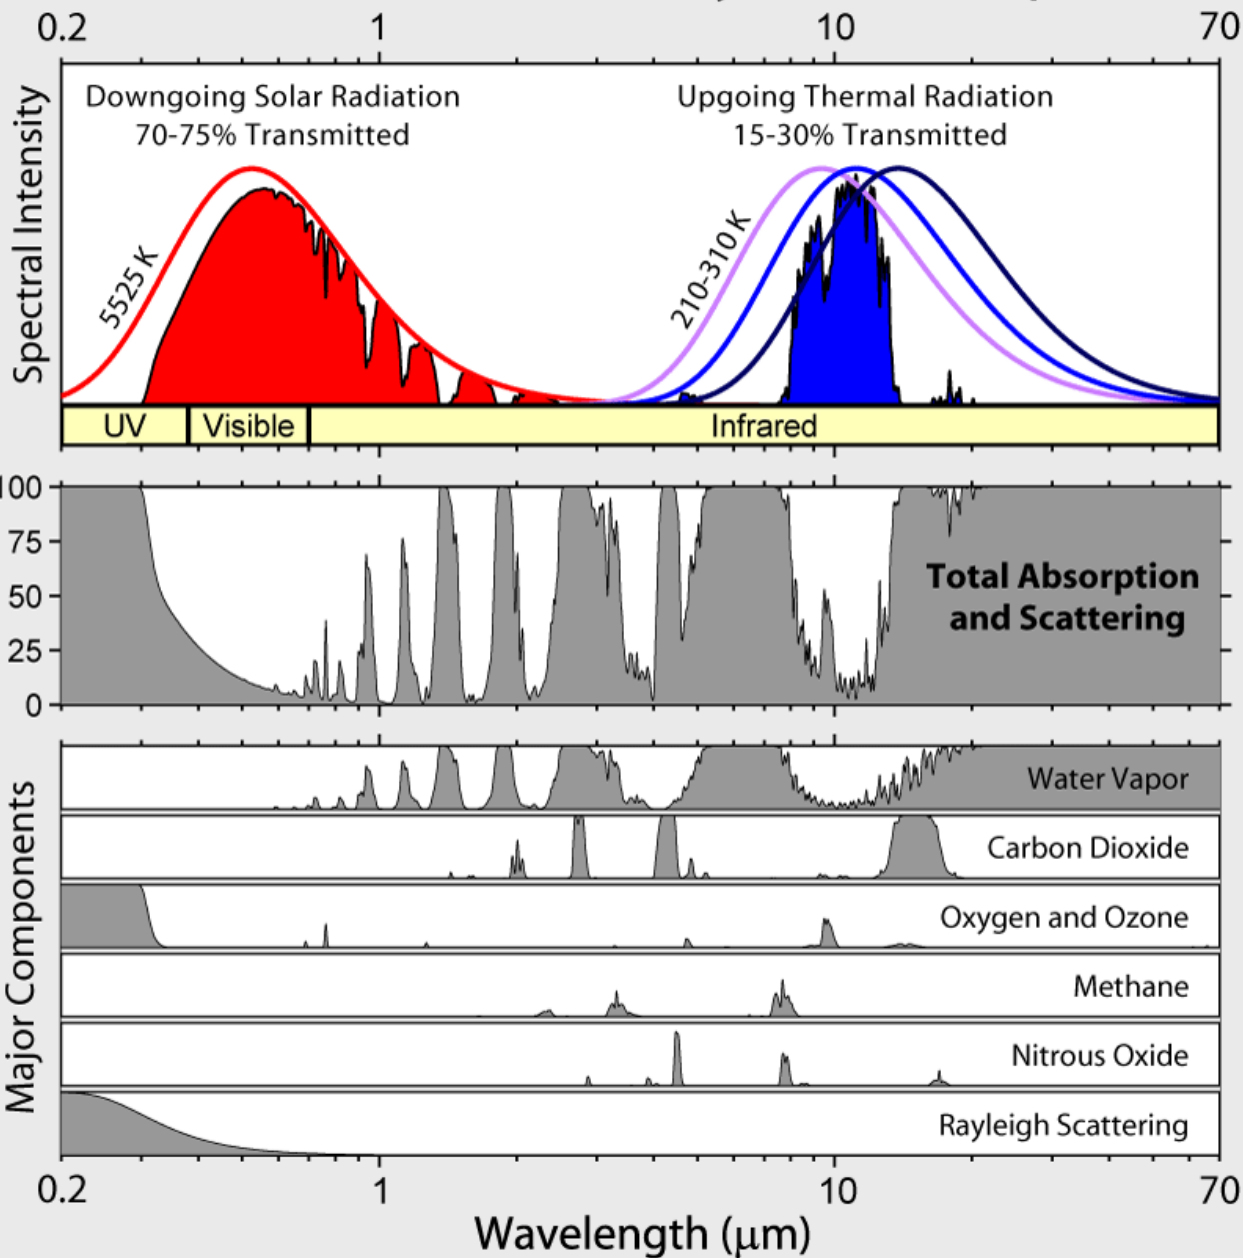 0.2 1 10 70
Downgoing Solar Radiation
70-75% Transmitted
Upgoing Thermal Radiation
15-30% Transmitted
Spectral Intensity
5525 K
210-310 K
UV Visible Infrared
100
75
50
25
0
Total Absorption
and Scattering
Major Components
Water Vapor
Carbon Dioxide
Oxygen and Ozone
Methane
Nitrous Oxide
Rayleigh Scattering
0.2 1 10 70
Wavelength (μm)